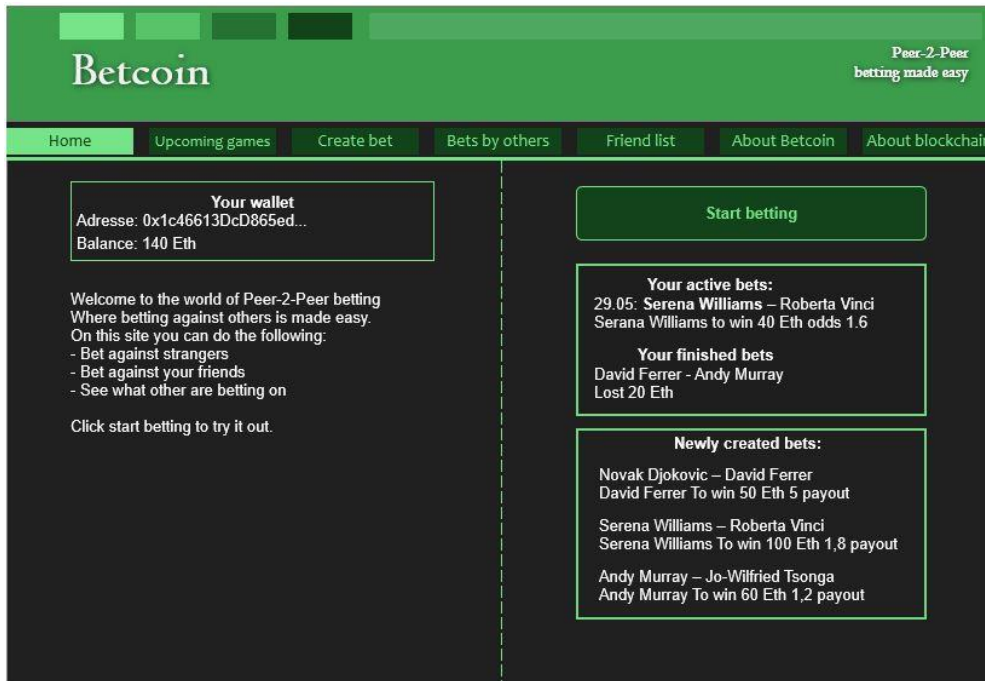 Betcoin
Peer-2-Peer
betting made easy
Home
Upcoming games
Create bet
Bets by others
Friend list
About Betcoin
About blockchai
Your wallet
Adresse: 0x1c46613DcD865ed...
Balance: 140 Eth
Welcome to the world of Peer-2-Peer betting
Where betting against others is made easy.
On this site you can do the following:
- Bet against strangers
- Bet against your friends
- See what other are betting on
Click start betting to try it out.
Start betting
Your active bets:
29.05: Serena Williams – Roberta Vinci
Serana Williams to win 40 Eth odds 1.6
Your finished bets
David Ferrer - Andy Murray
Lost 20 Eth
Newly created bets:
Novak Djokovic – David Ferrer
David Ferrer To win 50 Eth 5 payout
Serena Williams – Roberta Vinci
Serena Williams To win 100 Eth 1,8 payout
Andy Murray – Jo-Wilfried Tsonga
Andy Murray To win 60 Eth 1,2 payout